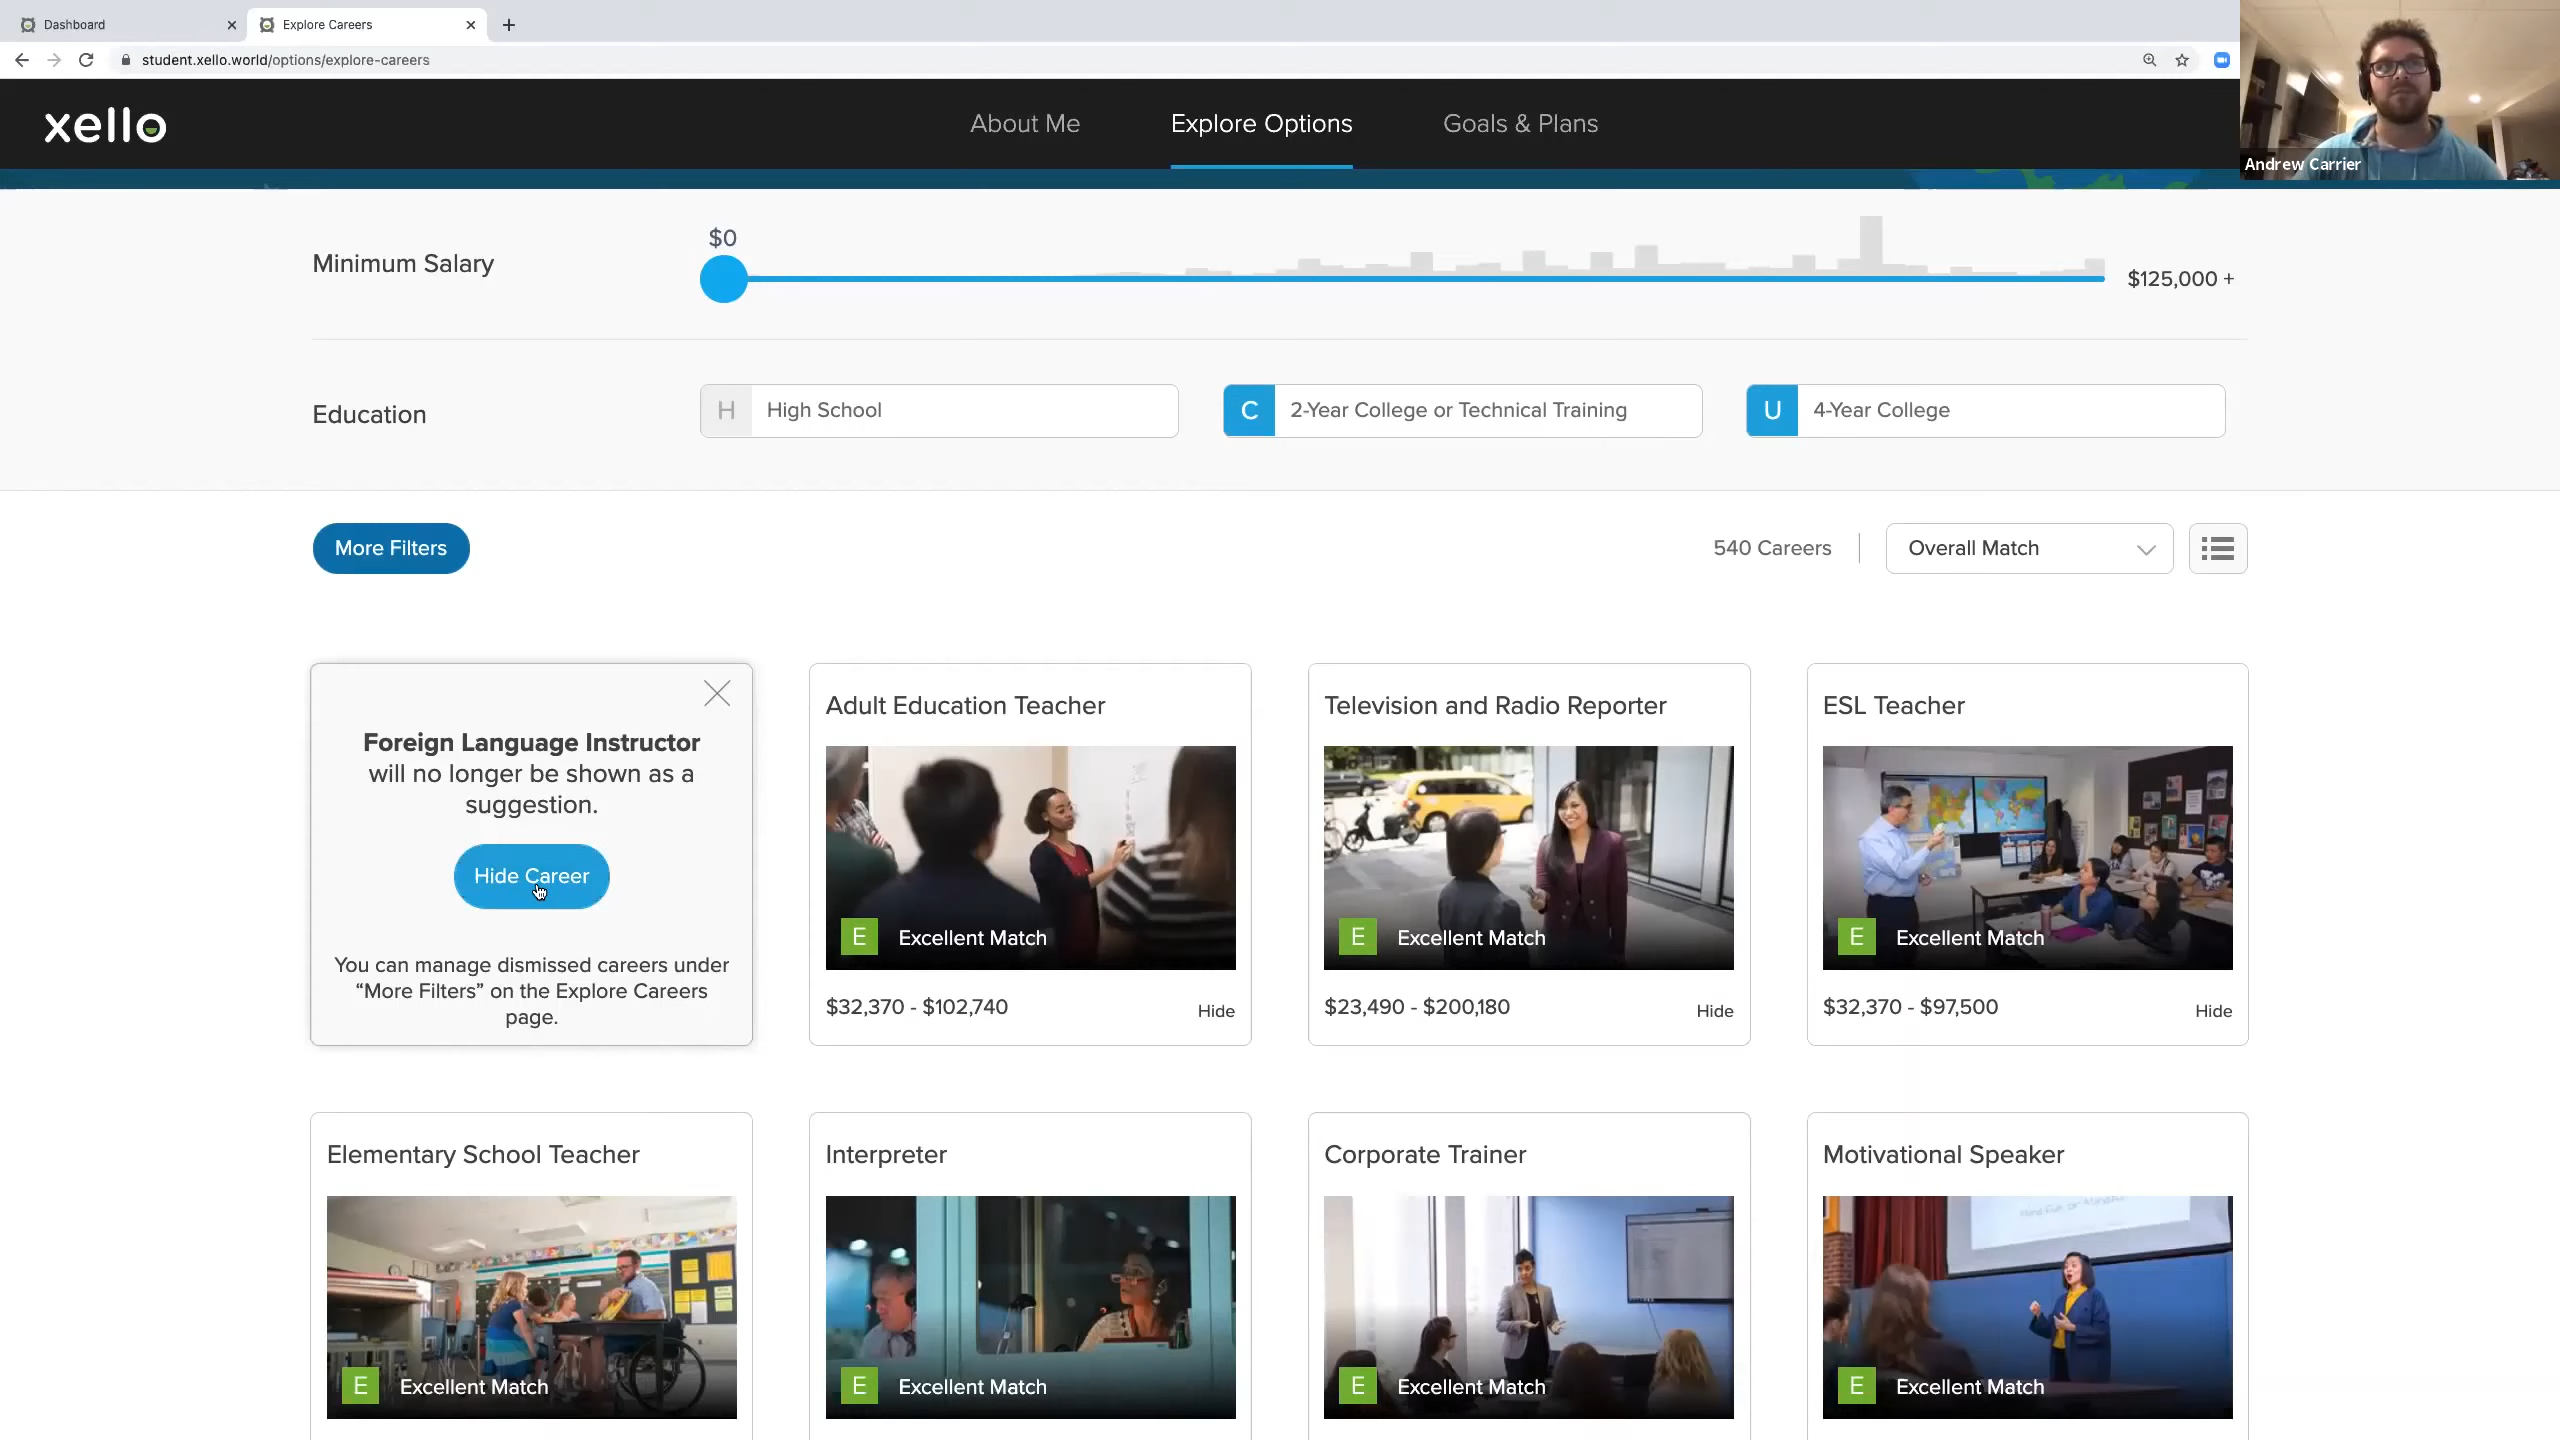 Dashboard
Explore Careers
student.xello.world/options/explore-careers
xello
About Me
Explore Options
Goals & Plans
Andrew Carrier
$0
Minimum Salary
$125,000 +
Education
H
High School
C
2-Year College or Technical Training
U
4-Year College
More Filters
540 Careers
Overall Match
Foreign Language Instructor
will no longer be shown as a
suggestion.
Hide Career
You can manage dismissed careers under
“More Filters” on the Explore Careers
page.
Adult Education Teacher
E
Excellent Match
$32,370 - $102,740
Hide
Television and Radio Reporter
E
Excellent Match
$23,490 - $200,180
Hide
ESL Teacher
E
Excellent Match
$32,370 - $97,500
Hide
Elementary School Teacher
E
Excellent Match
Interpreter
E
Excellent Match
Corporate Trainer
E
Excellent Match
Motivational Speaker
E
Excellent Match